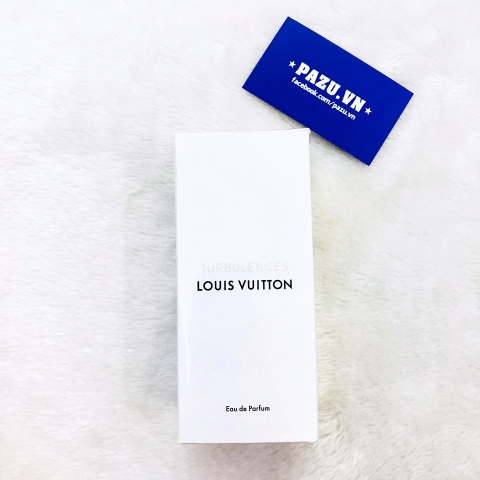 ★PAZU.VN★
facebook.com/pazu.vn
TURBULENCES
LOUIS VUITTON
Eau de Parfum